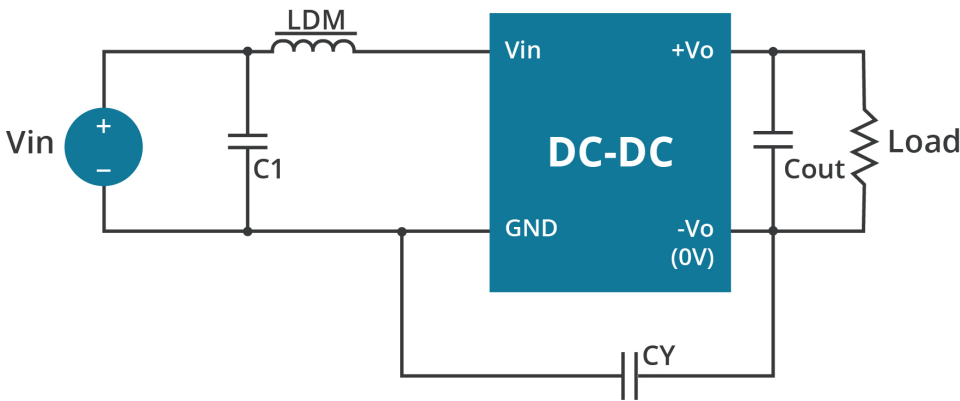 LDM
Vin
+Vo
+
Vin
−
C1
DC-DC
Cout
Load
GND
-Vo
(0V)
CY